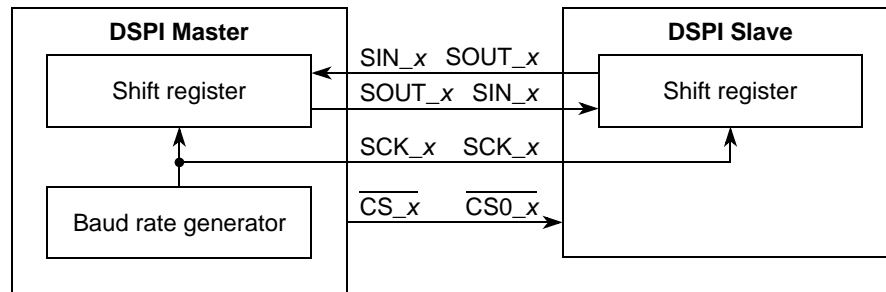 DSPI Master
DSPI Slave
SIN_x SOUT_x
Shift register
Shift register
SOUT_x SIN_x
SCK_x SCK_x
Baud rate generator
CS_x CS0_x